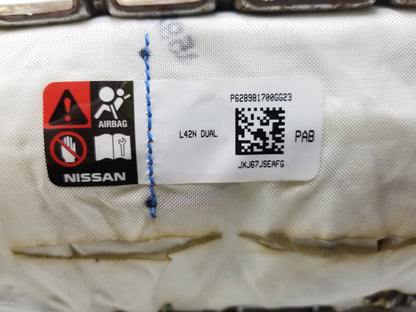 P628981700GG23
AIRBAG
L42N DUAL
PAB
JXJ67JSEAFG
NISSAN